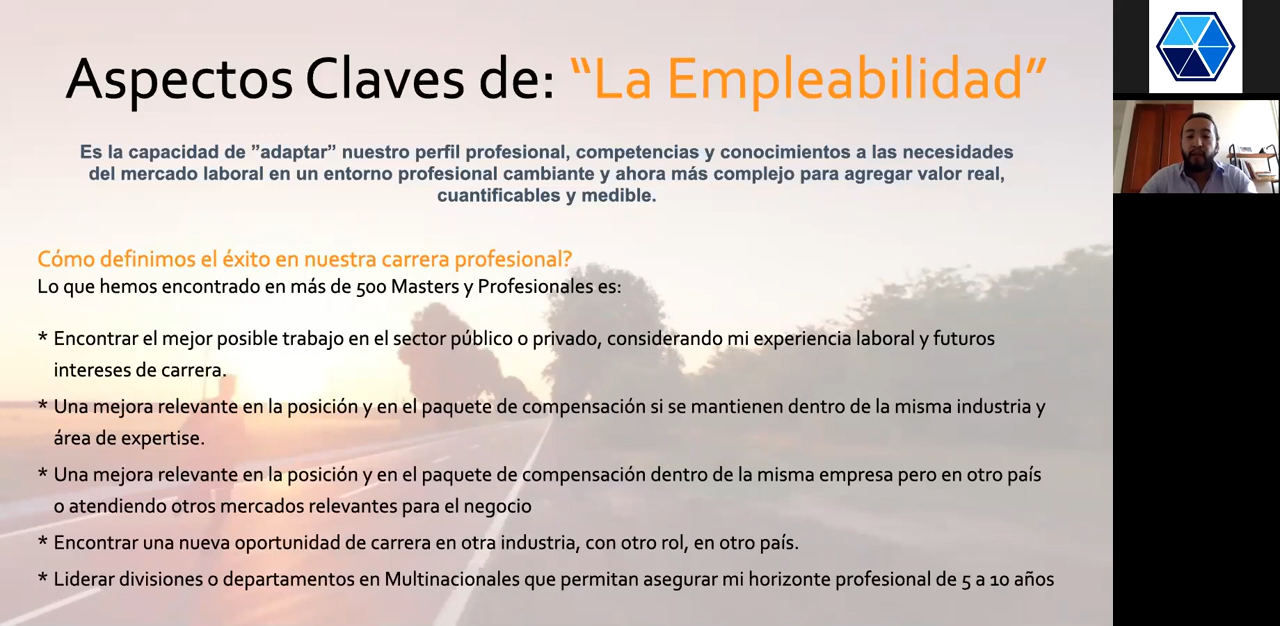 Aspectos Claves de: “La Empleabilidad”
Es la capacidad de ”adaptar” nuestro perfil profesional, competencias y conocimientos a las necesidades
del mercado laboral en un entorno profesional cambiante y ahora más complejo para agregar valor real,
cuantificables y medible.
Cómo definimos el éxito en nuestra carrera profesional?
Lo que hemos encontrado en más de 500 Masters y Profesionales es:
* Encontrar el mejor posible trabajo en el sector público o privado, considerando mi experiencia laboral y futuros
intereses de carrera.
* Una mejora relevante en la posición y en el paquete de compensación si se mantienen dentro de la misma industria y
área de expertise.
* Una mejora relevante en la posición y en el paquete de compensación dentro de la misma empresa pero en otro país
o atendiendo otros mercados relevantes para el negocio
* Encontrar una nueva oportunidad de carrera en otra industria, con otro rol, en otro país.
* Liderar divisiones o departamentos en Multinacionales que permitan asegurar mi horizonte profesional de 5 a 10 años